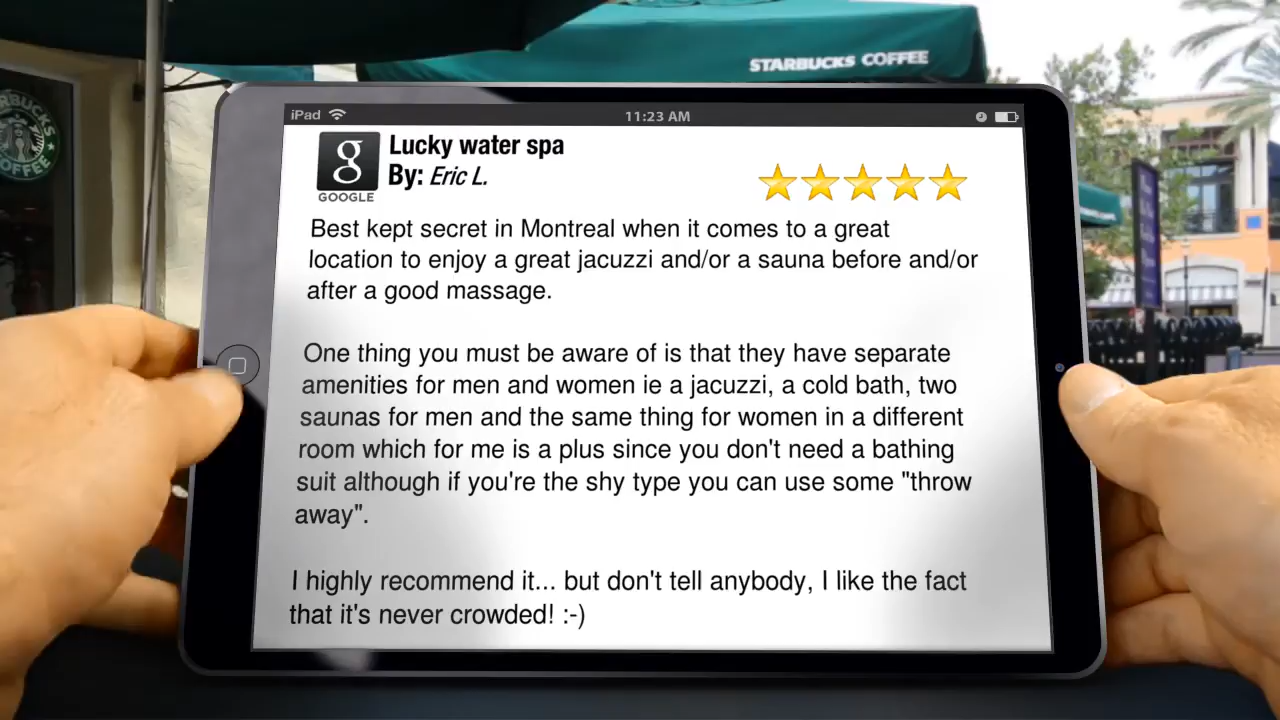 STARBUCKS COFFEE
STARBUCKS
COFFEE
iPad
11:23 AM
g
GOOGLE
Lucky water spa
By: Eric L.
Best kept secret in Montreal when it comes to a great
location to enjoy a great jacuzzi and/or a sauna before and/or
after a good massage.
One thing you must be aware of is that they have separate
amenities for men and women ie a jacuzzi, a cold bath, two
saunas for men and the same thing for women in a different
room which for me is a plus since you don't need a bathing
suit although if you're the shy type you can use some "throw
away".
I highly recommend it... but don't tell anybody, I like the fact
that it's never crowded! :-)